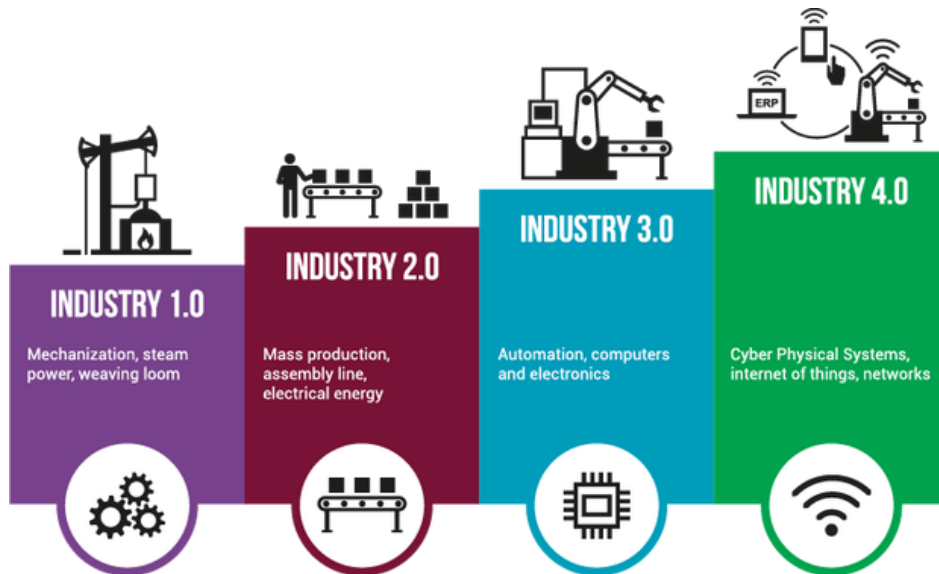 INDUSTRY 1.0
Mechanization, steam
power, weaving loom
INDUSTRY 2.0
Mass production,
assembly line,
electrical energy
INDUSTRY 3.0
Automation, computers
and electronics
ERP
INDUSTRY 4.0
Cyber Physical Systems,
internet of things, networks